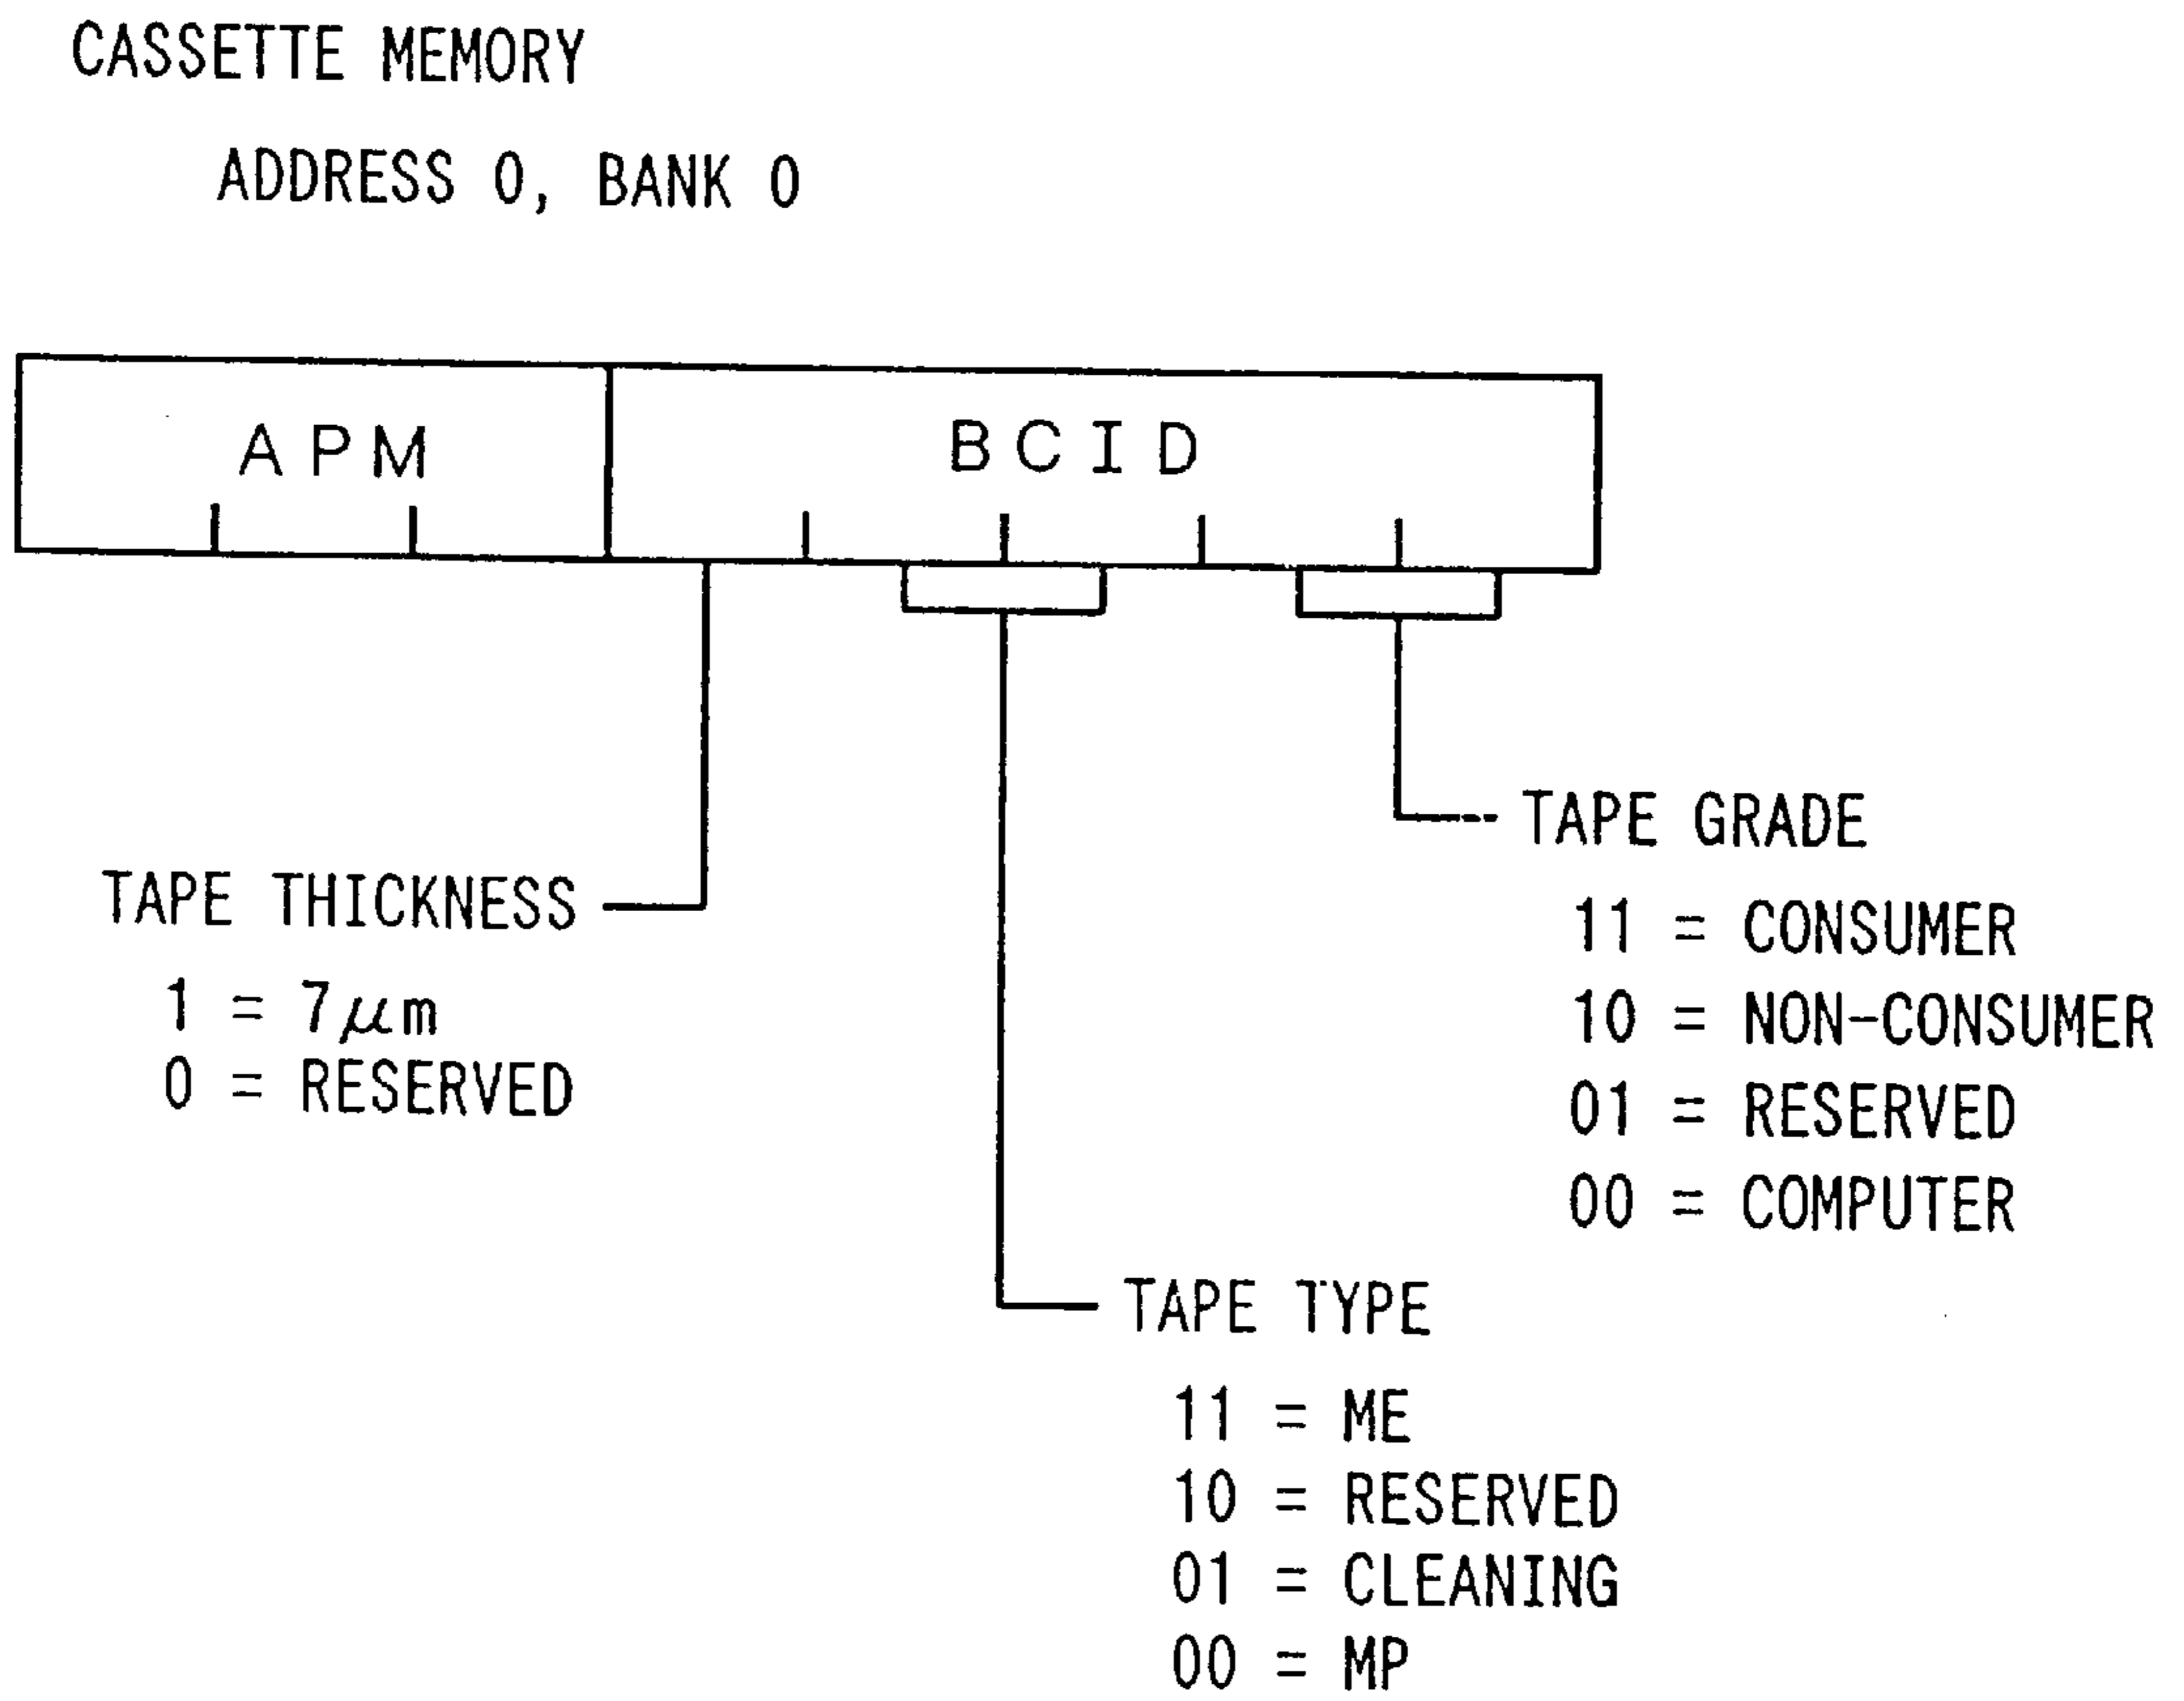 CASSETTE MEMORY
ADDRESS 0, BANK 0
APM
BCID
TAPE THICKNESS
1 = 7μm
0 = RESERVED
TAPE GRADE
11 = CONSUMER
10 = NON-CONSUMER
01 = RESERVED
00 = COMPUTER
TAPE TYPE
11 = ME
10 = RESERVED
01 = CLEANING
00 = MP